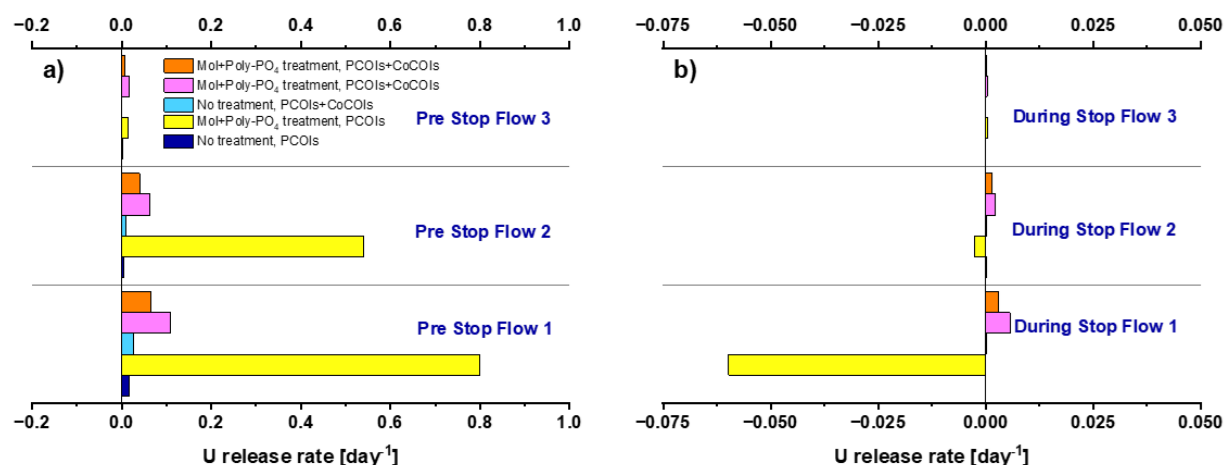 −0.2 0.0 0.2 0.4 0.6 0.8 1.0
a)
Mol+Poly-PO₄ treatment, PCOIs+CoCOIs
Mol+Poly-PO₄ treatment, PCOIs+CoCOIs
No treatment, PCOIs+CoCOIs
Mol+Poly-PO₄ treatment, PCOIs
No treatment, PCOIs
Pre Stop Flow 3
Pre Stop Flow 2
Pre Stop Flow 1
−0.2 0.0 0.2 0.4 0.6 0.8 1.0
U release rate [day⁻¹]
−0.075 −0.050 −0.025 0.000 0.025 0.050
b)
During Stop Flow 3
During Stop Flow 2
During Stop Flow 1
−0.075 −0.050 −0.025 0.000 0.025 0.050
U release rate [day⁻¹]